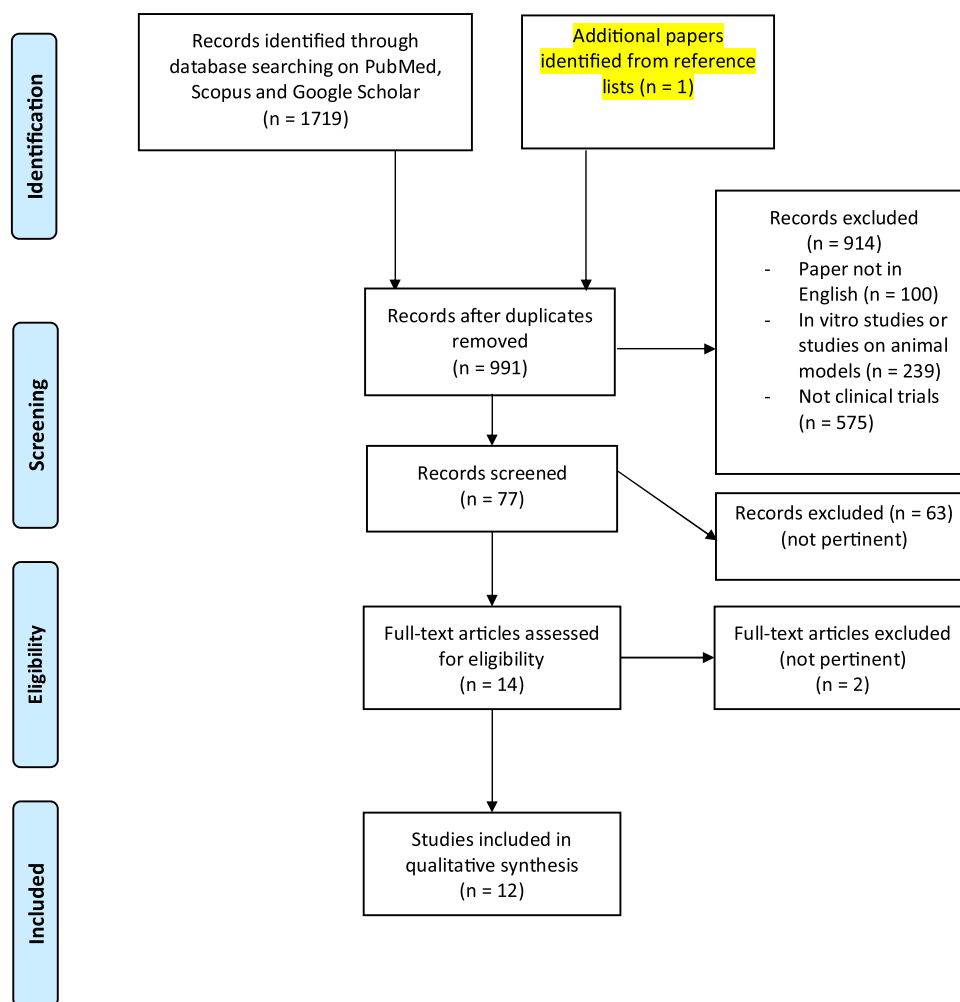 Identification
Records identified through
database searching on PubMed,
Scopus and Google Scholar
(n = 1719)
Additional papers
identified from reference
lists (n = 1)
Records excluded
(n = 914)
- Paper not in
English (n = 100)
- In vitro studies or
studies on animal
models (n = 239)
- Not clinical trials
(n = 575)
Records after duplicates
removed
(n = 991)
Screening
Records screened
(n = 77)
Records excluded (n = 63)
(not pertinent)
Eligibility
Full-text articles assessed
for eligibility
(n = 14)
Full-text articles excluded
(not pertinent)
n = 2)
Included
Studies included in
qualitative synthesis
(n = 12)